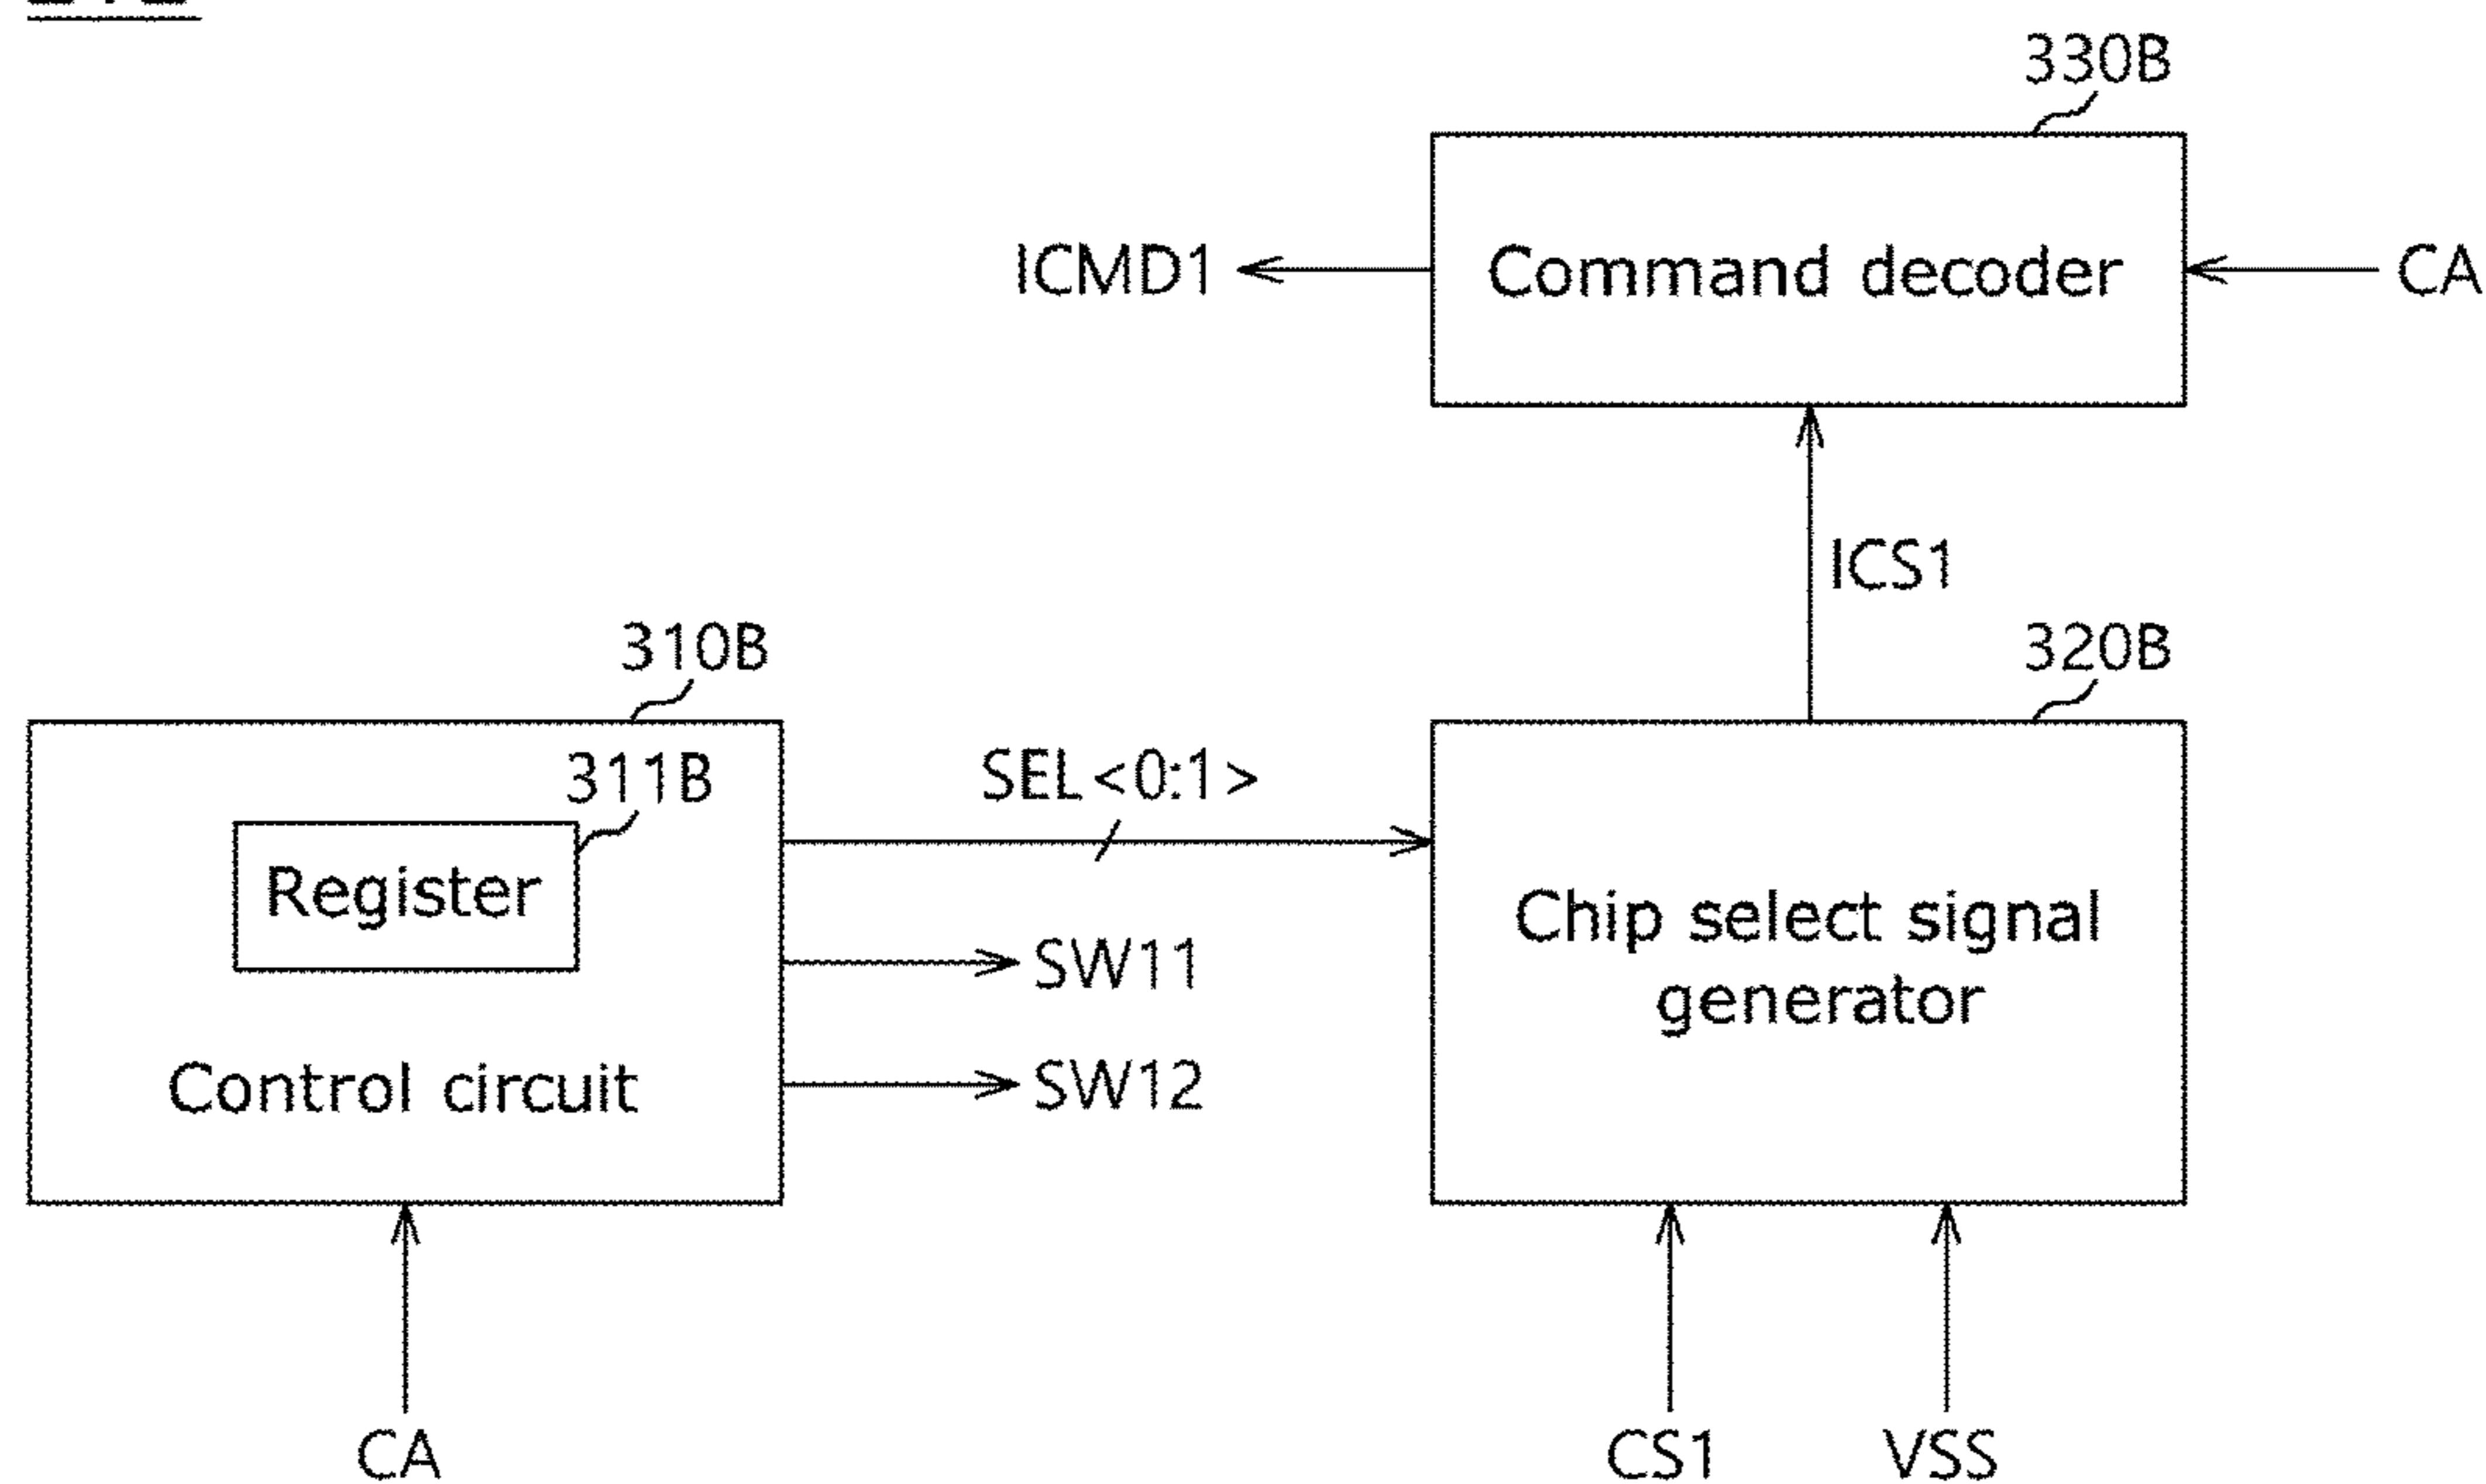 330B
ICMD1
Command decoder
CA
ICS1
310B
320B
311B
SEL<0:1>
Register
SW11
Chip select signal
generator
Control circuit
SW12
CA
CS1
VSS